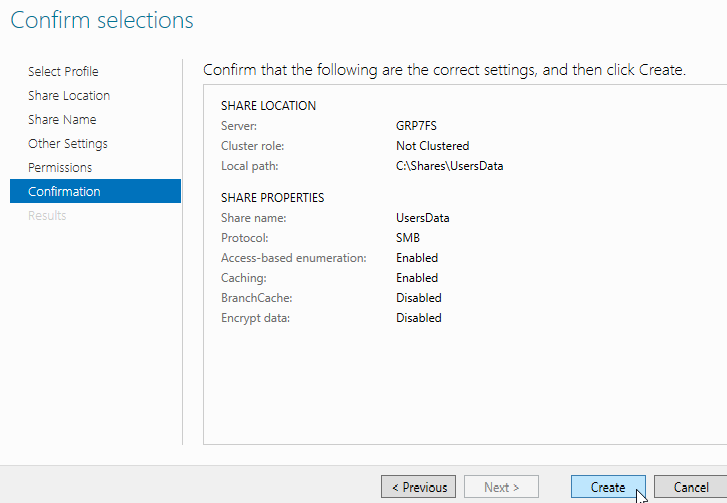 Confirm selections
Select Profile
Share Location
Share Name
Other Settings
Permissions
Confirmation
Results
Confirm that the following are the correct settings, and then click Create.
SHARE LOCATION
Server: GRP7FS
Cluster role: Not Clustered
Local path: C:\Shares\UsersData
SHARE PROPERTIES
Share name: UsersData
Protocol: SMB
Access-based enumeration: Enabled
Caching: Enabled
BranchCache: Disabled
Encrypt data: Disabled
< Previous Next > Create Cancel